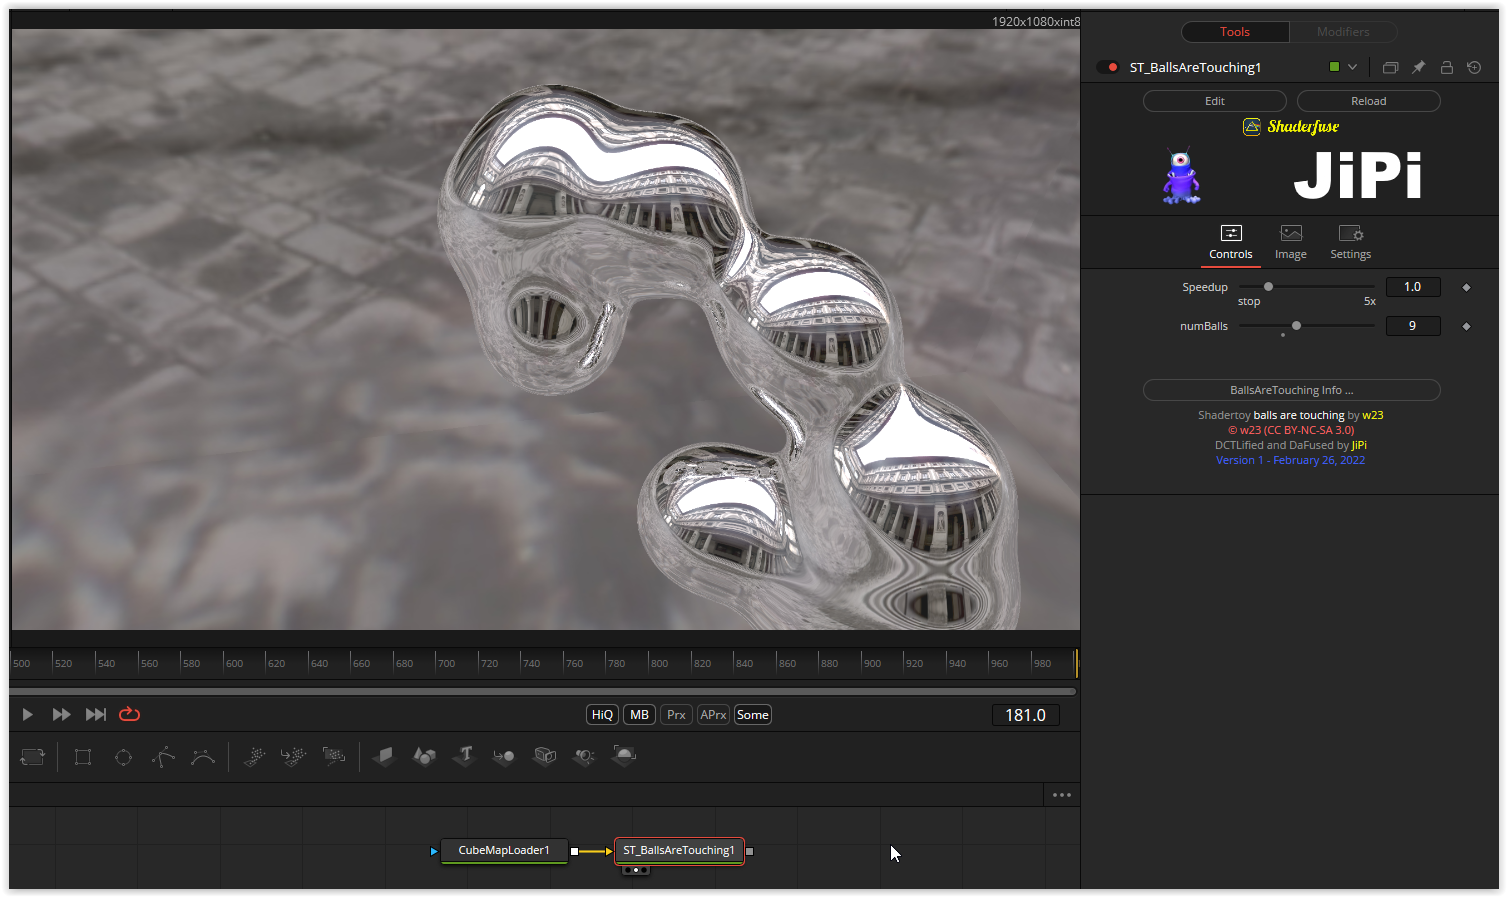 1920x1080xint8
Tools
Modifiers
ST_BallsAreTouching1
Edit
Reload
Shaderfuse
JiPi
Controls
Image
Settings
Speedup
1.0
stop
5x
numBalls
9
BallsAreTouching Info ...
Shadertoy balls are touching by w23
© w23 (CC BY-NC-SA 3.0)
DCTLified and DaFused by JiPi
Version 1 - February 26, 2022
500 520 540 560 580 600 620 640 660 680 700 720 740 760 780 800 820 840 860 880 900 920 940 960 980
HiQ MB Prx APrx Some
181.0
CubeMapLoader1
ST_BallsAreTouching1